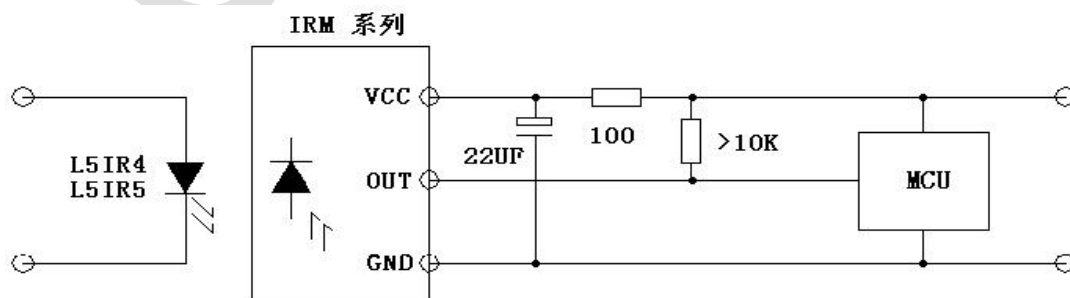 IRM 系列
VCC
100
22UF
>10K
L5IR4
L5IR5
OUT
MCU
GND